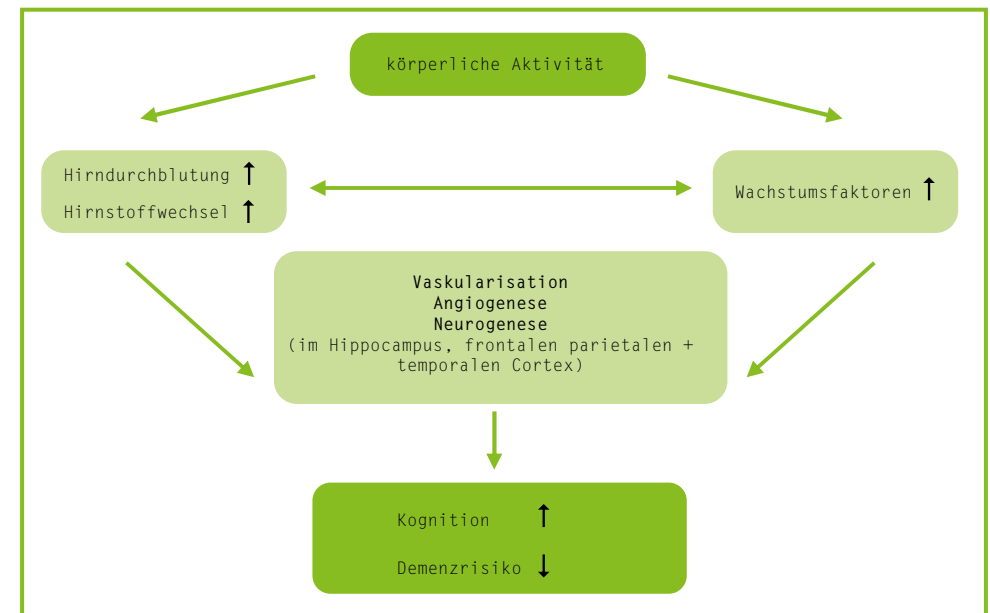 körperliche Aktivität
Hirndurchblutung ↑
Hirnstoffwechsel ↑
Wachstumsfaktoren ↑
Vaskularisation
Angiogenese
Neurogenese
(im Hippocampus, frontalen parietalen +
temporalen Cortex)
Kognition ↑
Demenzrisiko ↓